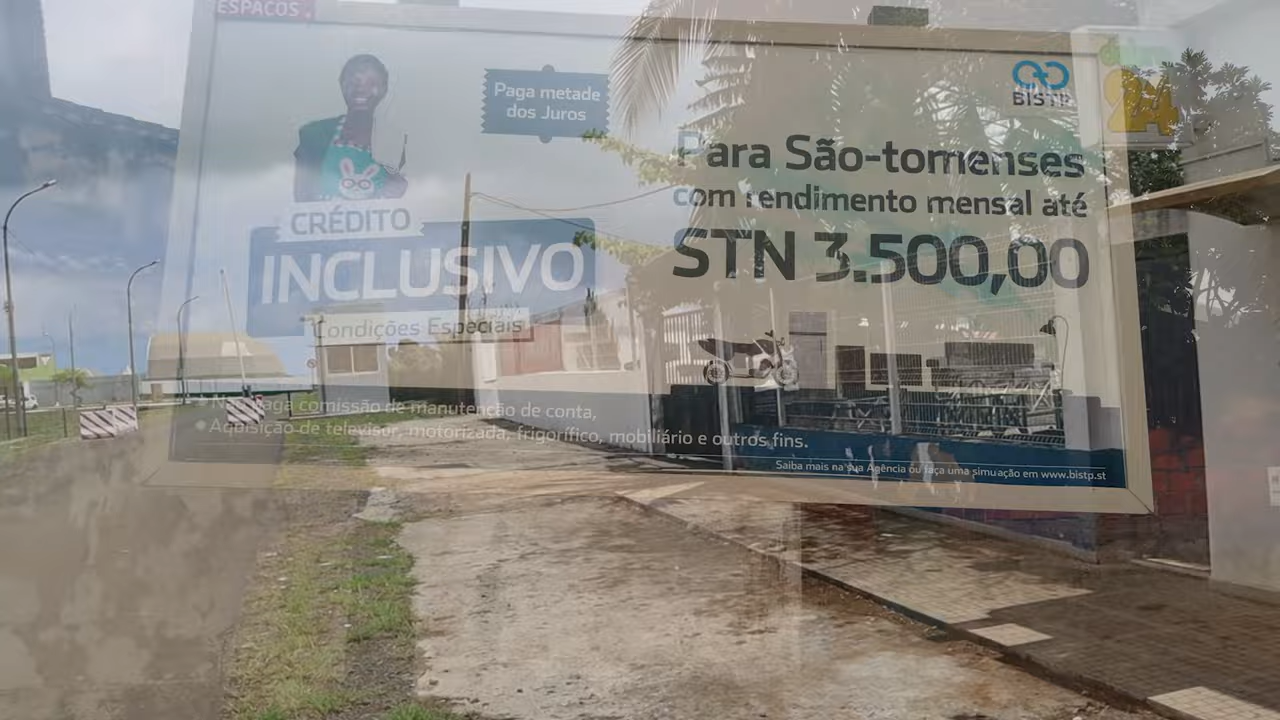 ESPAÇOS
Paga metade
dos Juros
BISTP
24
Para São-tomenses
com rendimento mensal até
STN 3.500,00
CRÉDITO
INCLUSIVO
Condições Especiais
paga comissão de manutenção de conta,
• Aquisição de televisor, motorizada, frigorífico, mobiliário e outros fins.
Saiba mais na sua Agência ou faça uma simuação em www.bistp.st